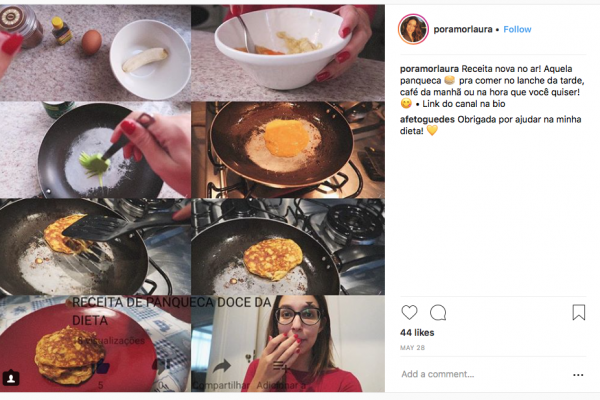 RECEITA DE PANQUECA DOCE DA
DIETA
visualizações
5
0
Compartilhar
Adicionar a
poramorlaura • Follow
poramorlaura Receita nova no ar! Aquela
panqueca 🥞 pra comer no lanche da tarde,
café da manhã ou na hora que você quiser!
😋 • Link do canal na bio
afetoguedes Obrigada por ajudar na minha
dieta! 💛
44 likes
MAY 28
Add a comment…